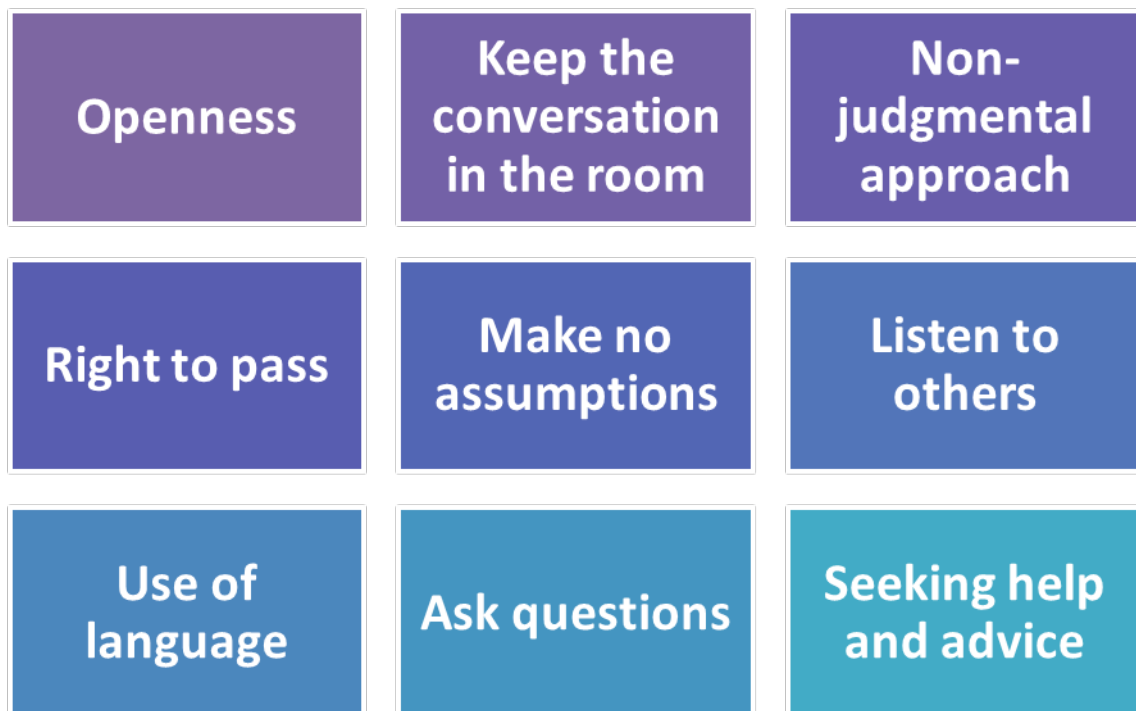 Openness
Keep the
conversation
in the room
Non-
judgmental
approach
Right to pass
Make no
assumptions
Listen to
others
Use of
language
Ask questions
Seeking help
and advice